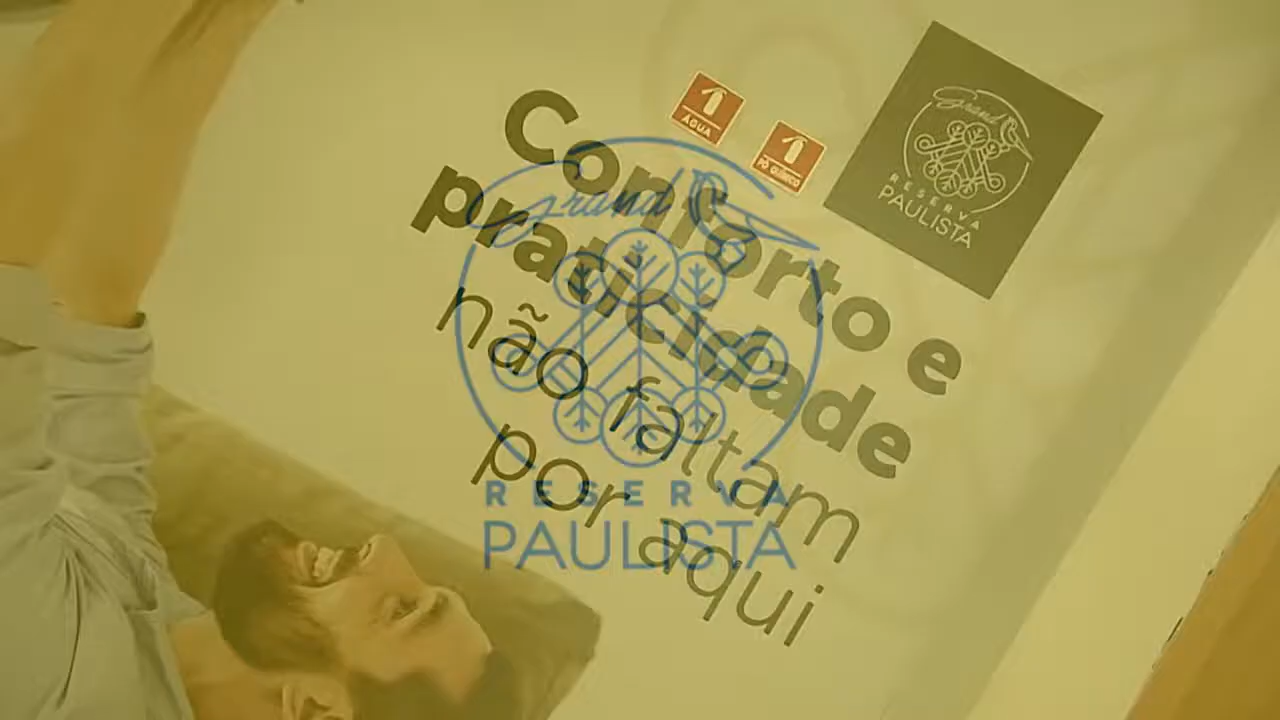 Conforto e
praticidade
não faltam
por aqui
ÁGUA
PÓ QUÍMICO
Grand
RESERVA
PAULISTA
Grand
RESERVA
PAULISTA